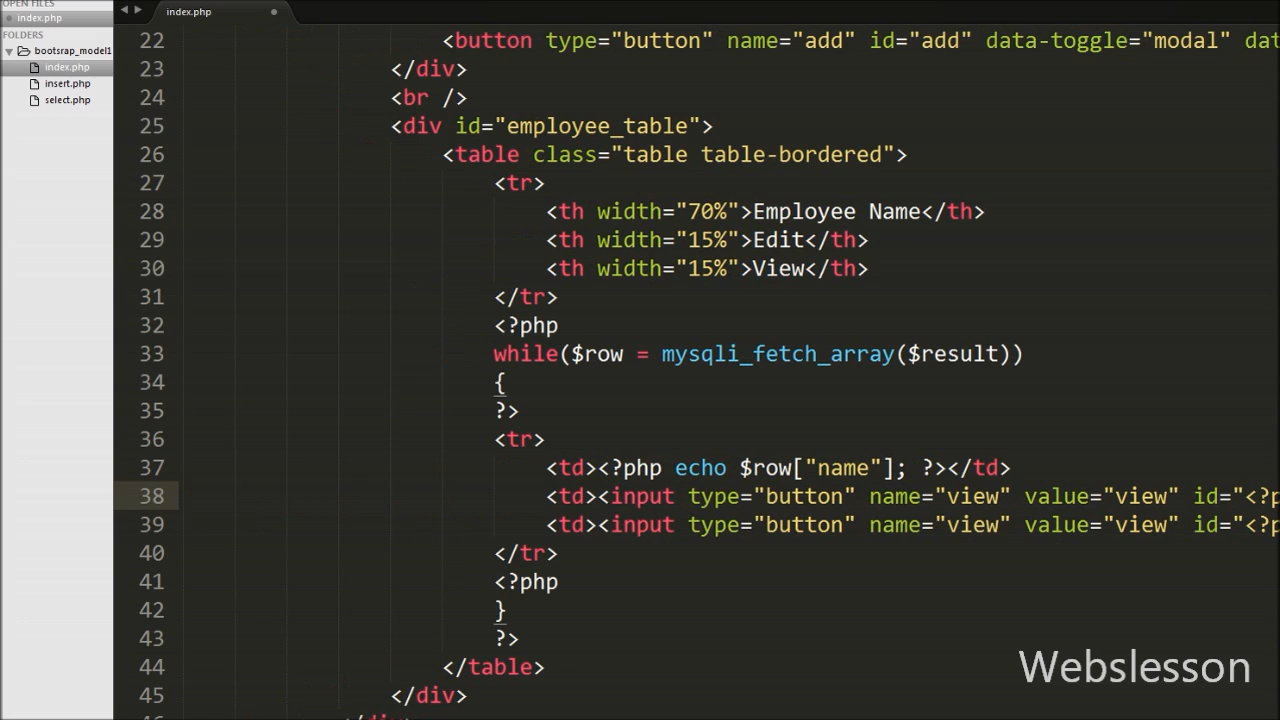 OPEN FILES
index.php
FOLDERS
bootsrap_model1
index.php
insert.php
select.php
index.php
22 <button type="button" name="add" id="add" data-toggle="modal" dat
23 </div>
24 <br />
25 <div id="employee_table">
26 <table class="table table-bordered">
27 <tr>
28 <th width="70%">Employee Name</th>
29 <th width="15%">Edit</th>
30 <th width="15%">View</th>
31 </tr>
32 <?php
33 while($row = mysqli_fetch_array($result))
34 {
35 ?>
36 <tr>
37 <td><?php echo $row["name"]; ?></td>
38 <td><input type="button" name="view" value="view" id="<?p
39 <td><input type="button" name="view" value="view" id="<?p
40 </tr>
41 <?php
42 }
43 ?>
44 </table>
45 </div>
Webslesson